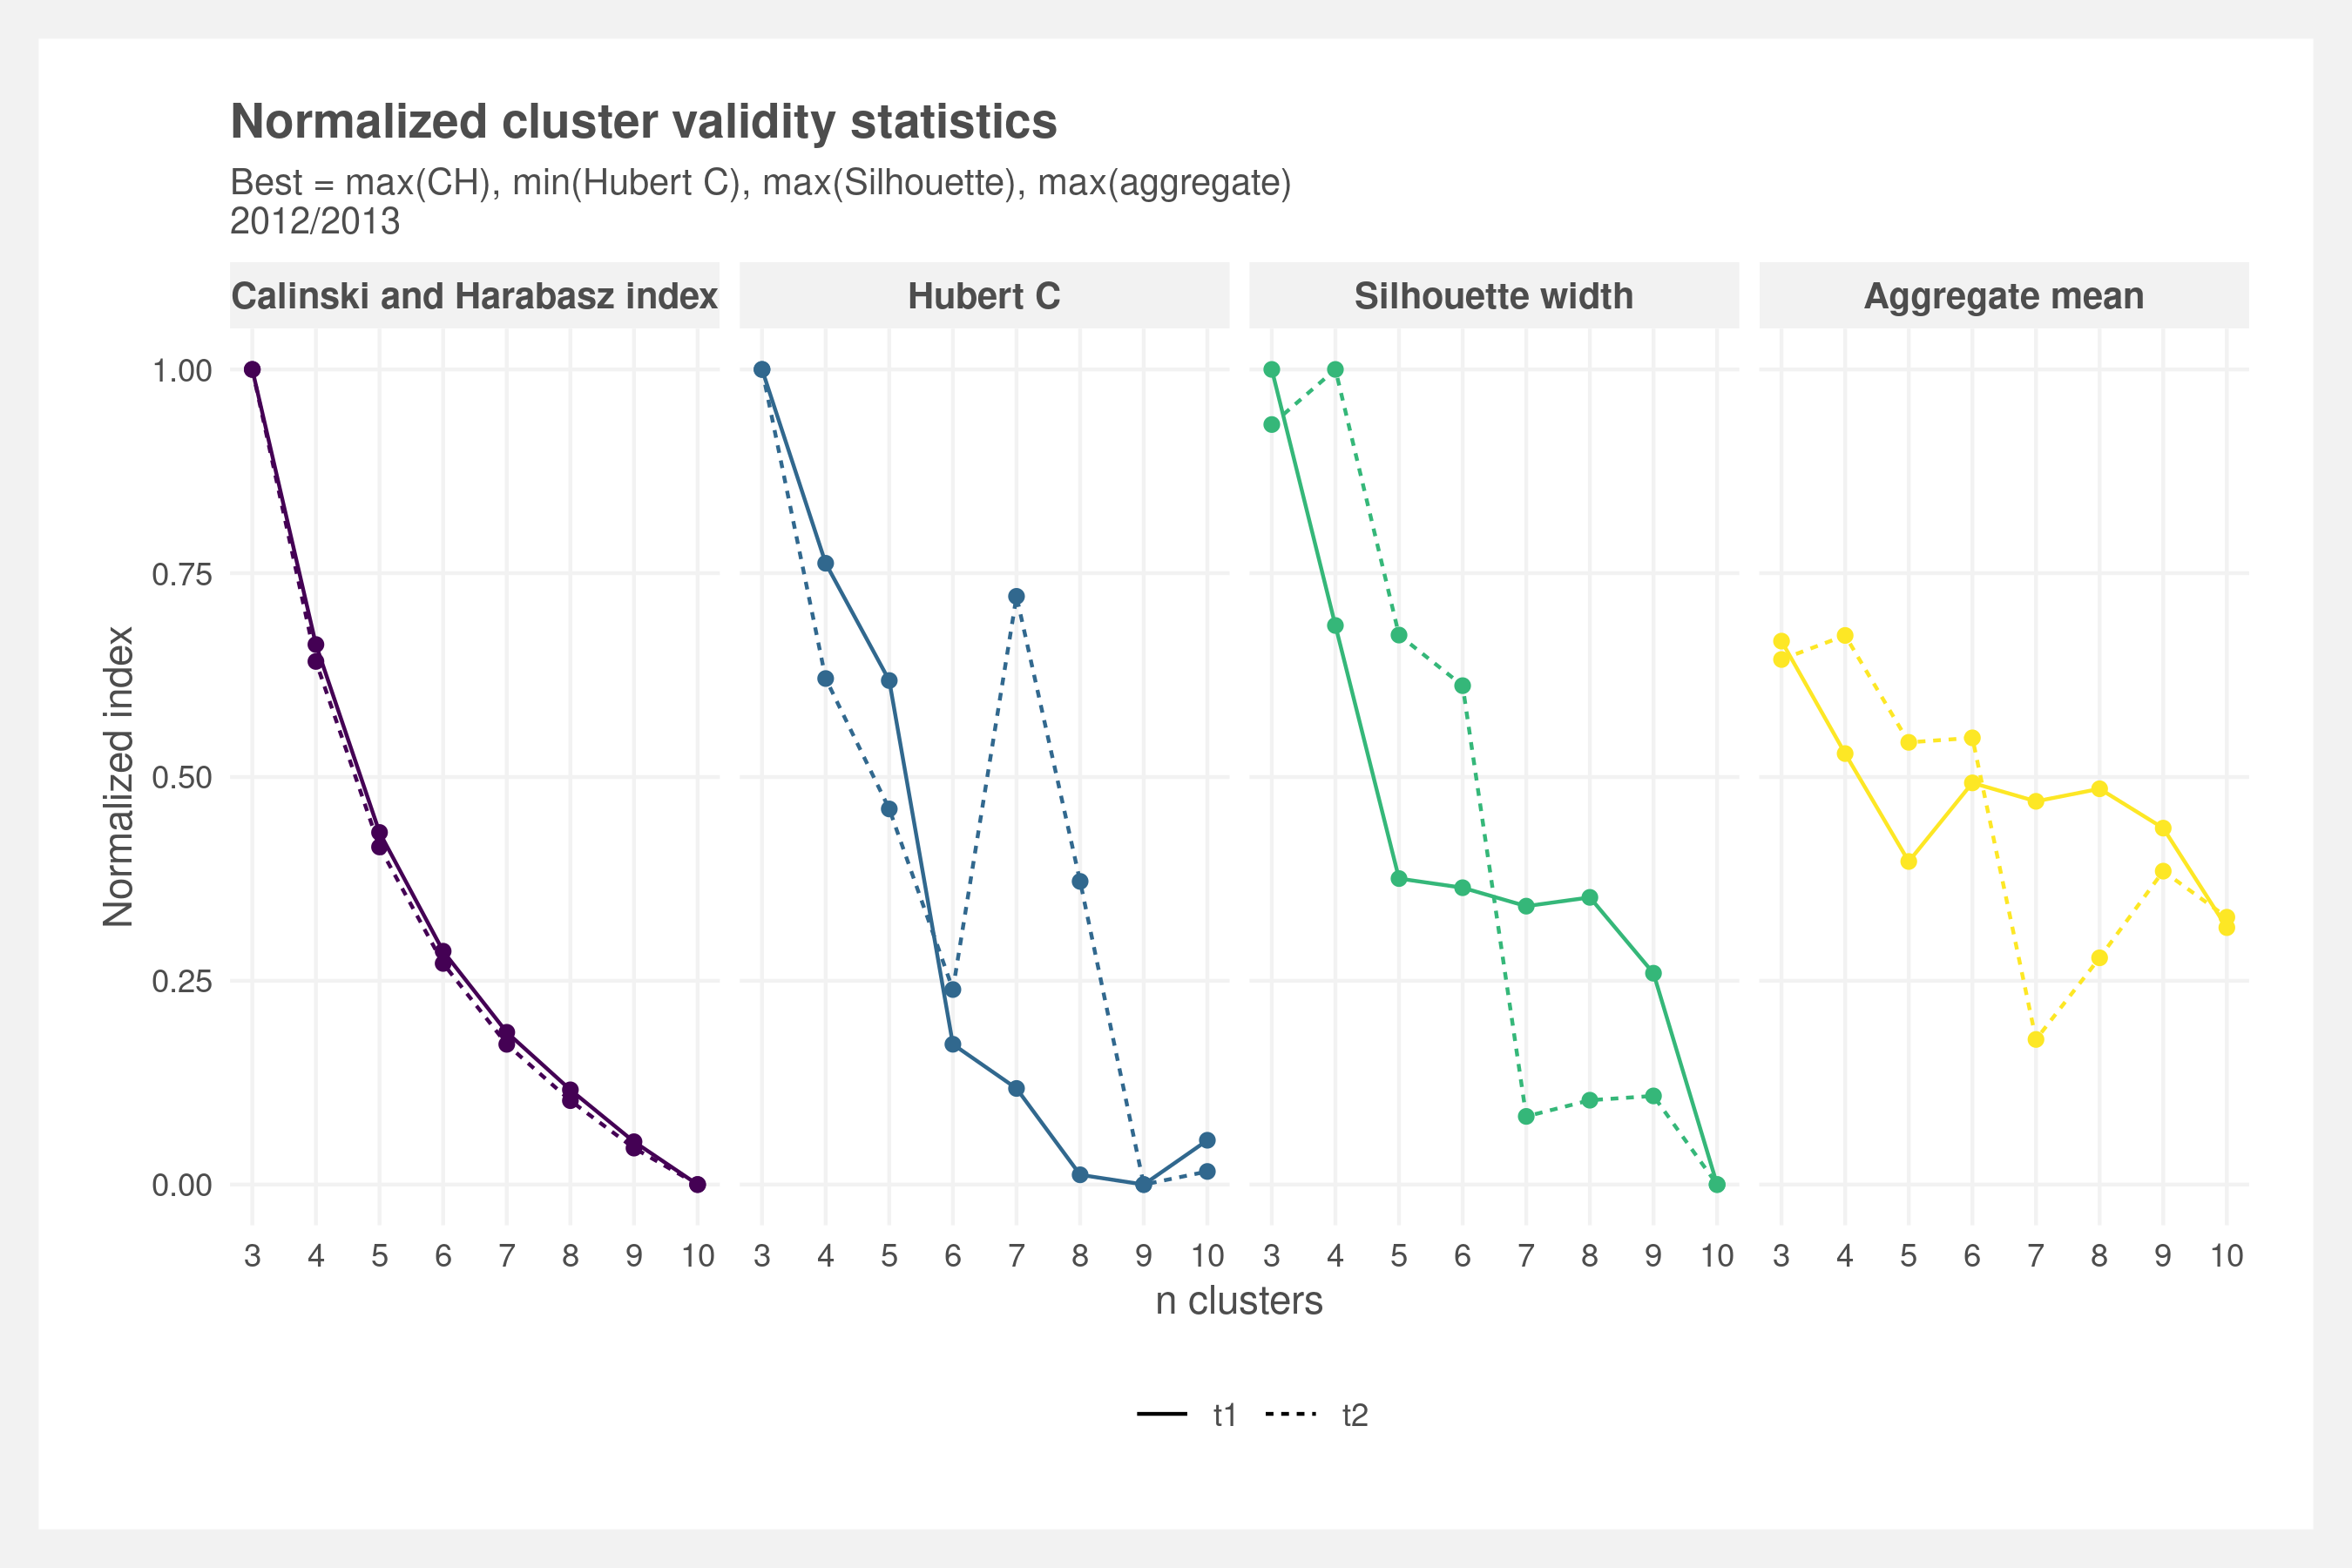 Normalized cluster validity statistics
Best = max(CH), min(Hubert C), max(Silhouette), max(aggregate)
2012/2013
Calinski and Harabasz index
Hubert C
Silhouette width
Aggregate mean
Normalized index
1.00
0.75
0.50
0.25
0.00
3 4 5 6 7 8 9 10
3 4 5 6 7 8 9 10
3 4 5 6 7 8 9 10
3 4 5 6 7 8 9 10
n clusters
t1 t2